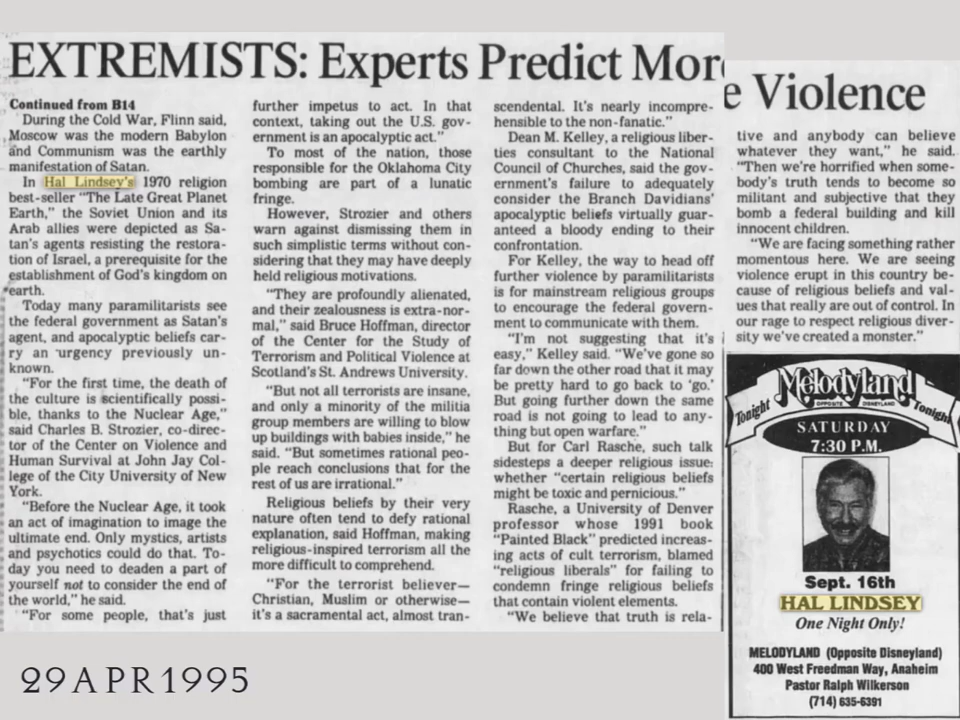 EXTREMISTS: Experts Predict More Violence
Continued from B14
During the Cold War, Flinn said,
Moscow was the modern Babylon
and Communism was the earthly
manifestation of Satan.
In Hal Lindsey's 1970 religion
best-seller "The Late Great Planet
Earth," the Soviet Union and its
Arab allies were depicted as Sa-
tan's agents resisting the restora-
tion of Israel, a prerequisite for the
establishment of God's kingdom on
earth.
Today many paramilitarists see
the federal government as Satan's
agent, and apocalyptic beliefs car-
ry an urgency previously un-
known.
"For the first time, the death of
the culture is scientifically possi-
ble, thanks to the Nuclear Age,"
said Charles B. Strozier, co-direc-
tor of the Center on Violence and
Human Survival at John Jay Col-
lege of the City University of New
York.
"Before the Nuclear Age, it took
an act of imagination to image the
ultimate end. Only mystics, artists
and psychotics could do that. To-
day you need to deaden a part of
yourself not to consider the end of
the world," he said.
"For some people, that's just
further impetus to act. In that
context, taking out the U.S. gov-
ernment is an apocalyptic act."
To most of the nation, those
responsible for the Oklahoma City
bombing are part of a lunatic
fringe.
However, Strozier and others
warn against dismissing them in
such simplistic terms without con-
sidering that they may have deeply
held religious motivations.
"They are profoundly alienated,
and their zealousness is extra-nor-
mal," said Bruce Hoffman, director
of the Center for the Study of
Terrorism and Political Violence at
Scotland's St. Andrews University.
"But not all terrorists are insane,
and only a minority of the militia
group members are willing to blow
up buildings with babies inside," he
said. "But sometimes rational peo-
ple reach conclusions that for the
rest of us are irrational."
Religious beliefs by their very
nature often tend to defy rational
explanation, said Hoffman, making
religious-inspired terrorism all the
more difficult to comprehend.
"For the terrorist believer—
Christian, Muslim or otherwise—
it's a sacramental act, almost tran-
scendental. It's nearly incompre-
hensible to the non-fanatic."
Dean M. Kelley, a religious liber-
ties consultant to the National
Council of Churches, said the gov-
ernment's failure to adequately
consider the Branch Davidians'
apocalyptic beliefs virtually guar-
anteed a bloody ending to their
confrontation.
For Kelley, the way to head off
further violence by paramilitarists
is for mainstream religious groups
to encourage the federal govern-
ment to communicate with them.
"I'm not suggesting that it's
easy," Kelley said. "We've gone so
far down the other road that it may
be pretty hard to go back to 'go.'
But going further down the same
road is not going to lead to any-
thing but open warfare."
But for Carl Rasche, such talk
sidesteps a deeper religious issue:
whether "certain religious beliefs
might be toxic and pernicious."
Rasche, a University of Denver
professor whose 1991 book
"Painted Black" predicted increas-
ing acts of cult terrorism, blamed
"religious liberals" for failing to
condemn fringe religious beliefs
that contain violent elements.
"We believe that truth is rela-
tive and anybody can believe
whatever they want," he said.
"Then we're horrified when some-
body's truth tends to become so
militant and subjective that they
bomb a federal building and kill
innocent children.
"We are facing something rather
momentous here. We are seeing
violence erupt in this country be-
cause of religious beliefs and val-
ues that really are out of control. In
our rage to respect religious diver-
sity we've created a monster."
Melodyland
OPPOSITE DISNEYLAND
Tonight Tonight
SATURDAY
7:30 P.M.
Sept. 16th
HAL LINDSEY
One Night Only!
MELODYLAND (Opposite Disneyland)
400 West Freedman Way, Anaheim
Pastor Ralph Wilkerson
(714) 635-6391
29APR1995